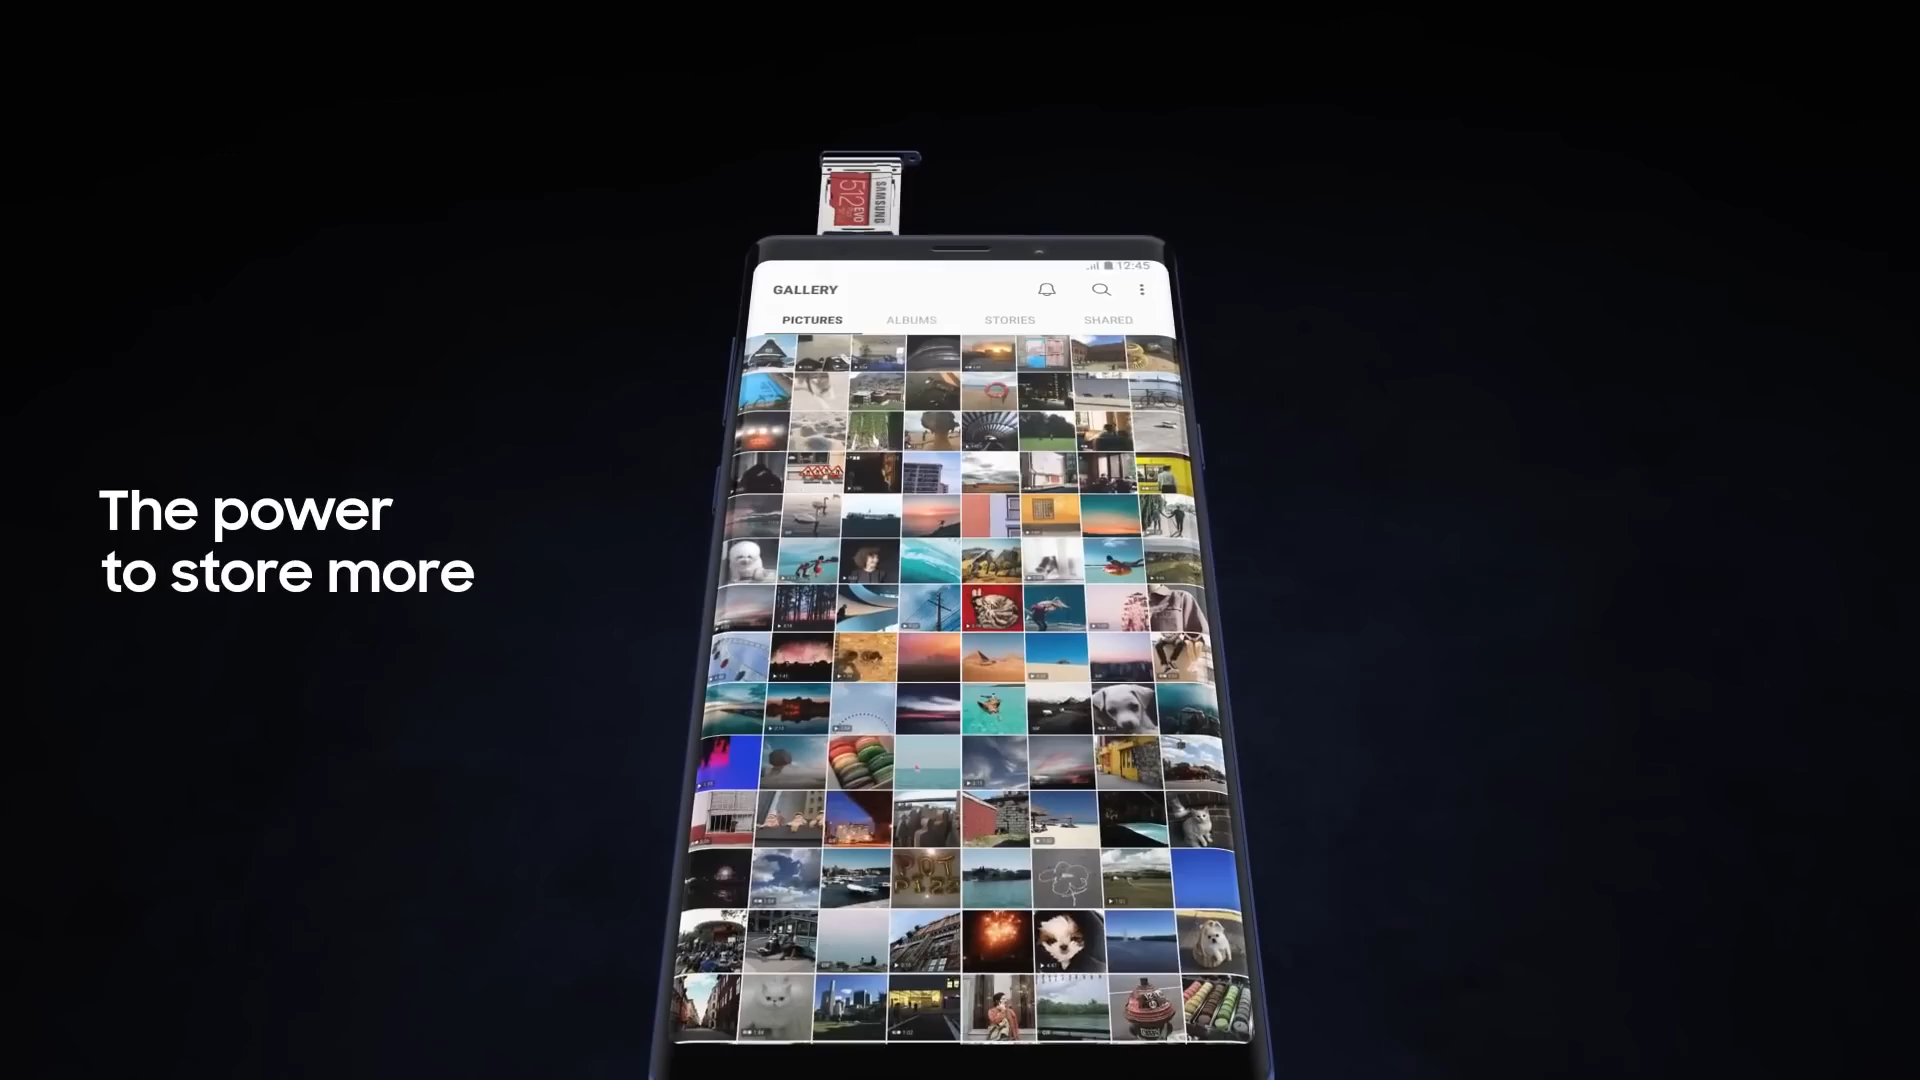 512
EVO
SAMSUNG
12:45
GALLERY
PICTURES ALBUMS STORIES SHARED
The power
to store more